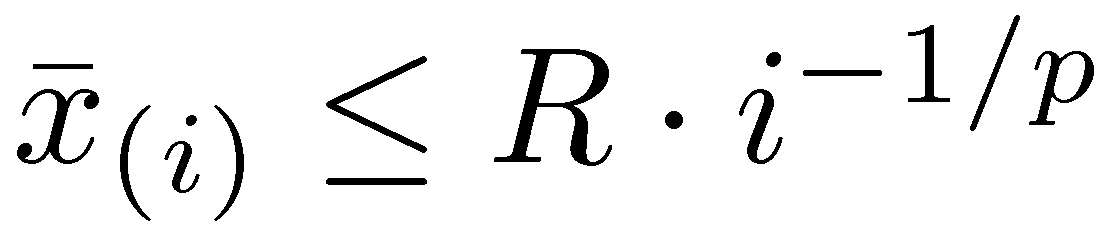 x̄₍ᵢ₎ ≤ R · i^{-1/p}